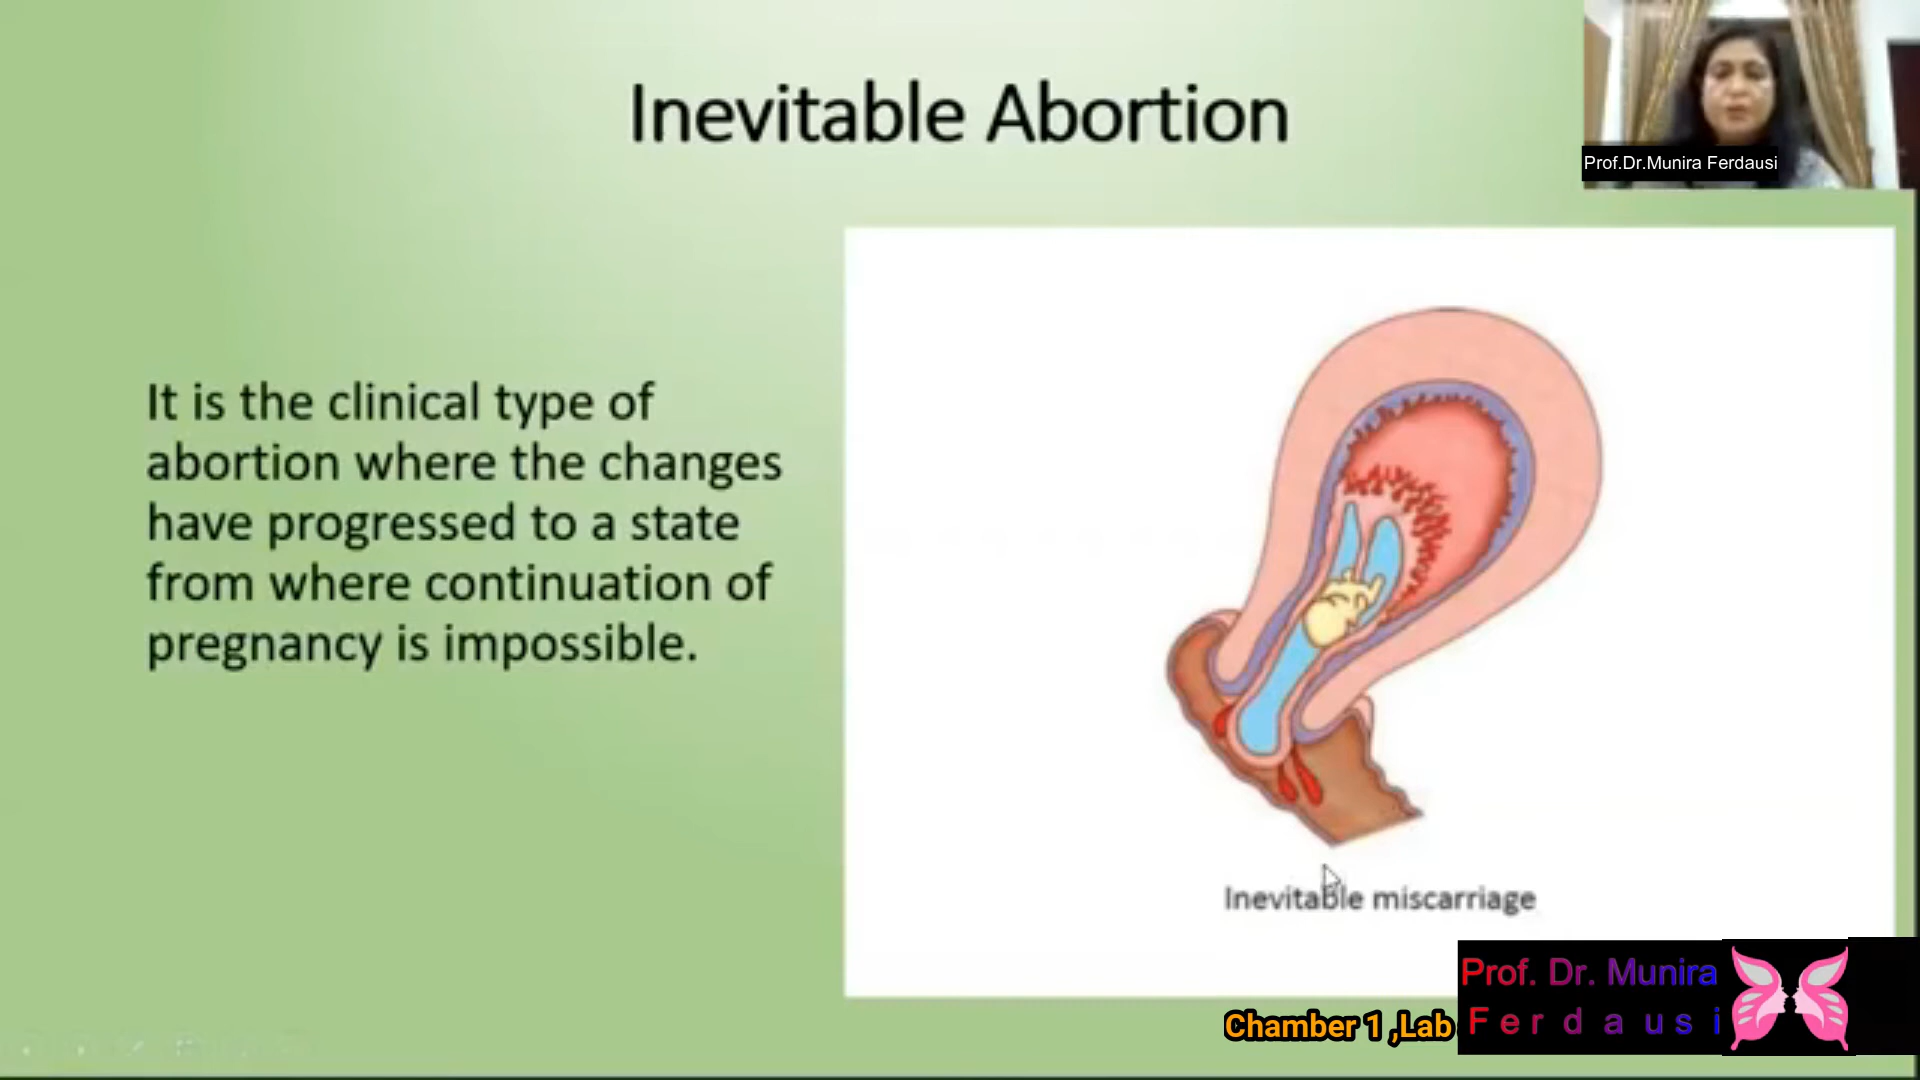 Inevitable Abortion
Prof.Dr.Munira Ferdausi
It is the clinical type of
abortion where the changes
have progressed to a state
from where continuation of
pregnancy is impossible.
Inevitable miscarriage
Prof. Dr. Munira
Ferdausi
Chamber 1 ,Lab